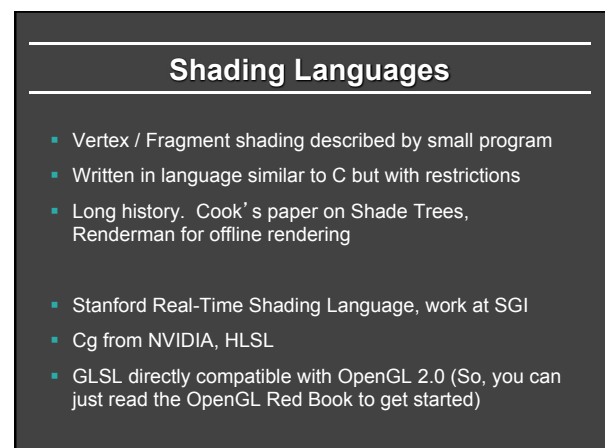 Shading Languages
Vertex / Fragment shading described by small program
Written in language similar to C but with restrictions
Long history. Cook's paper on Shade Trees,
Renderman for offline rendering
Stanford Real-Time Shading Language, work at SGI
Cg from NVIDIA, HLSL
GLSL directly compatible with OpenGL 2.0 (So, you can
just read the OpenGL Red Book to get started)